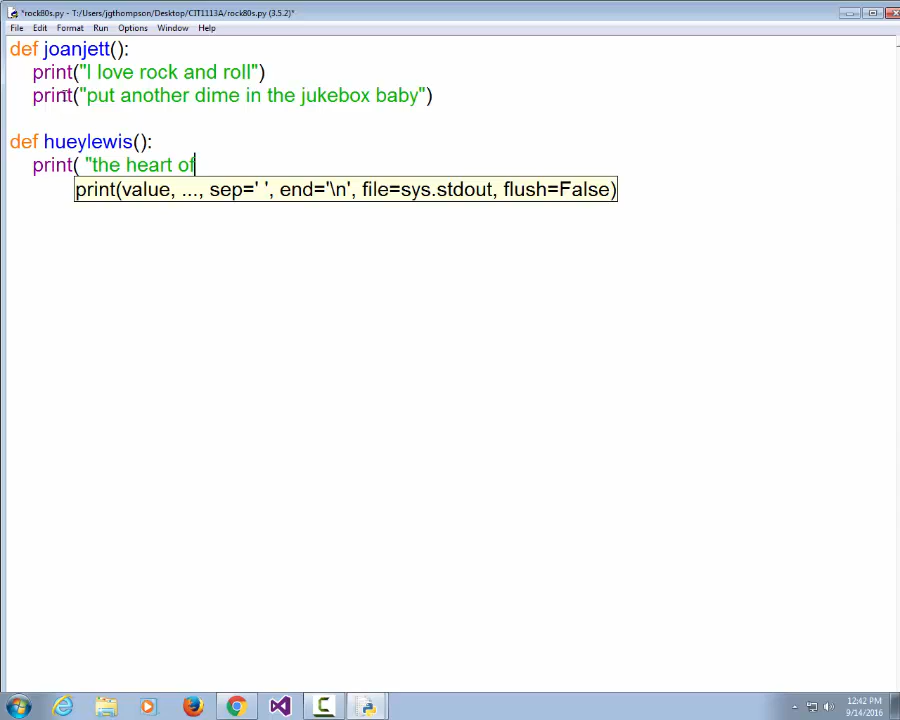 *rock80s.py - T:/Users/jgthompson/Desktop/CIT1113A/rock80s.py (3.5.2)*
File Edit Format Run Options Window Help
def joanjett():
    print("I love rock and roll")
    print("put another dime in the jukebox baby")
def hueylewis():
    print( "the heart of
print(value, ..., sep=' ', end='\n', file=sys.stdout, flush=False)
12:42 PM
9/14/2016